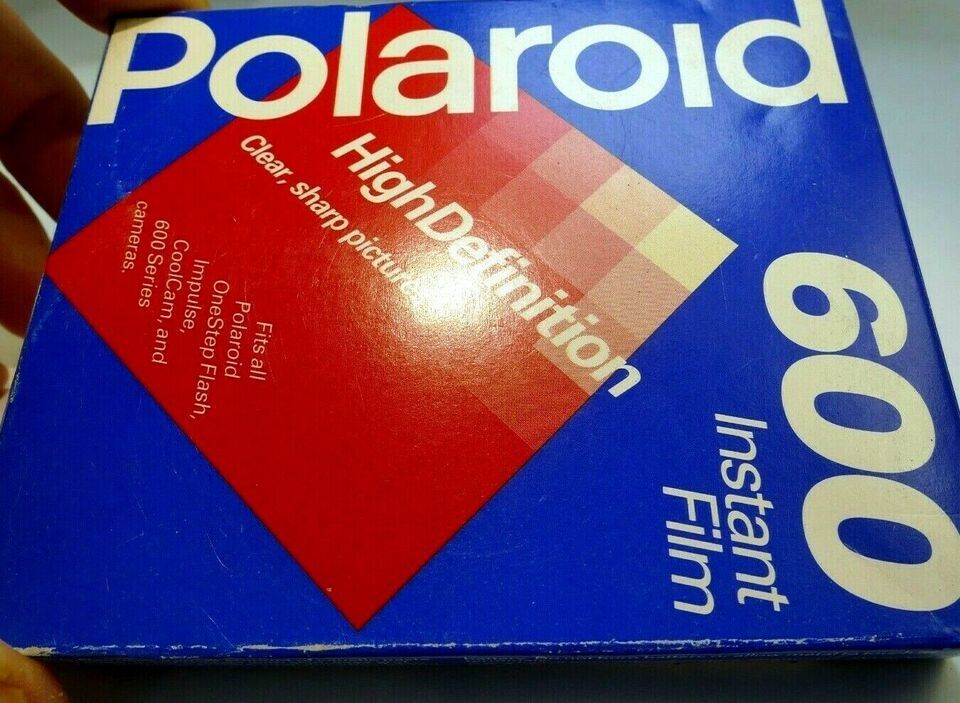 Polaroid
HighDefinition
Clear, sharp pictures
Fits all
Polaroid
OneStep Flash,
Impulse,
CoolCam, and
600 Series
cameras.
600
Instant
Film